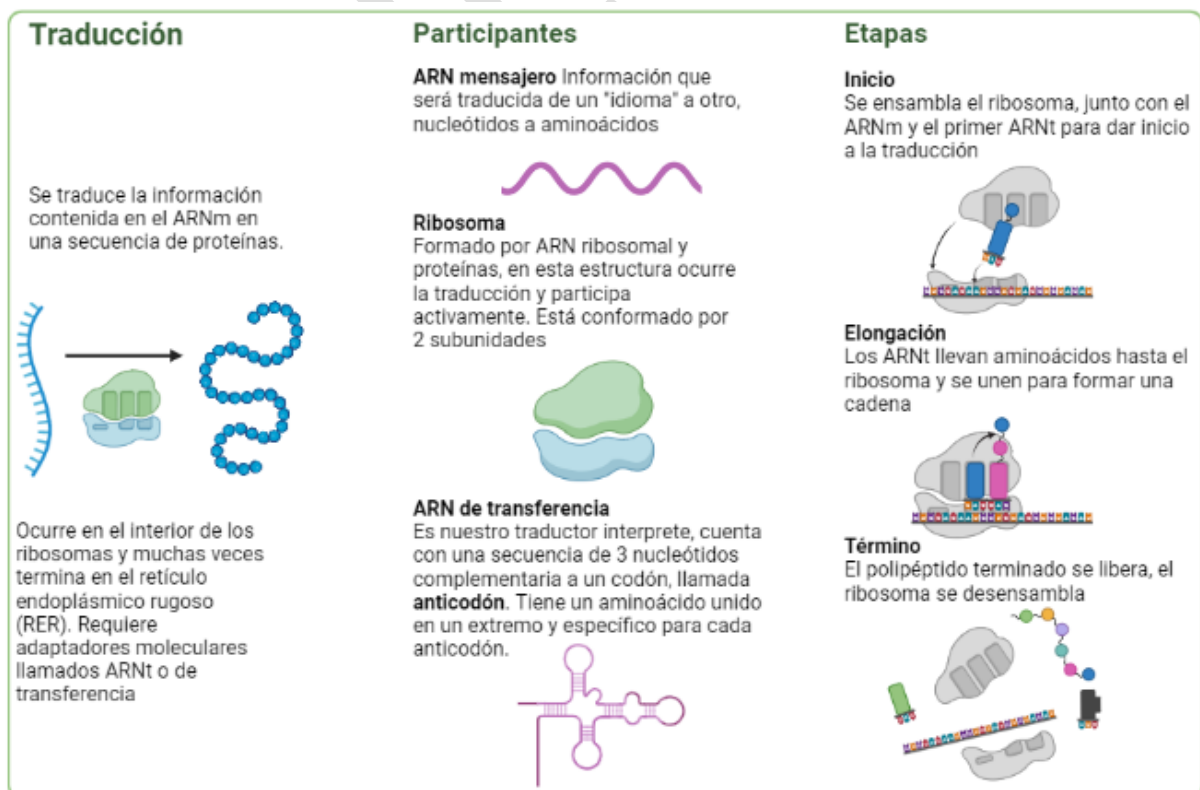 Traducción
Se traduce la información
contenida en el ARNm en
una secuencia de proteínas.
Ocurre en el interior de los
ribosomas y muchas veces
termina en el retículo
endoplásmico rugoso
(RER). Requiere
adaptadores moleculares
llamados ARNt o de
transferencia
Participantes
ARN mensajero Información que
será traducida de un "idioma" a otro,
nucleótidos a aminoácidos
Ribosoma
Formado por ARN ribosomal y
proteínas, en esta estructura ocurre
la traducción y participa
activamente. Está conformado por
2 subunidades
ARN de transferencia
Es nuestro traductor interprete, cuenta
con una secuencia de 3 nucleótidos
complementaria a un codón, llamada
anticodón. Tiene un aminoácido unido
en un extremo y específico para cada
anticodón.
Etapas
Inicio
Se ensambla el ribosoma, junto con el
ARNm y el primer ARNt para dar inicio
a la traducción
Elongación
Los ARNt llevan aminoácidos hasta el
ribosoma y se unen para formar una
cadena
Término
El polipéptido terminado se libera, el
ribosoma se desensambla